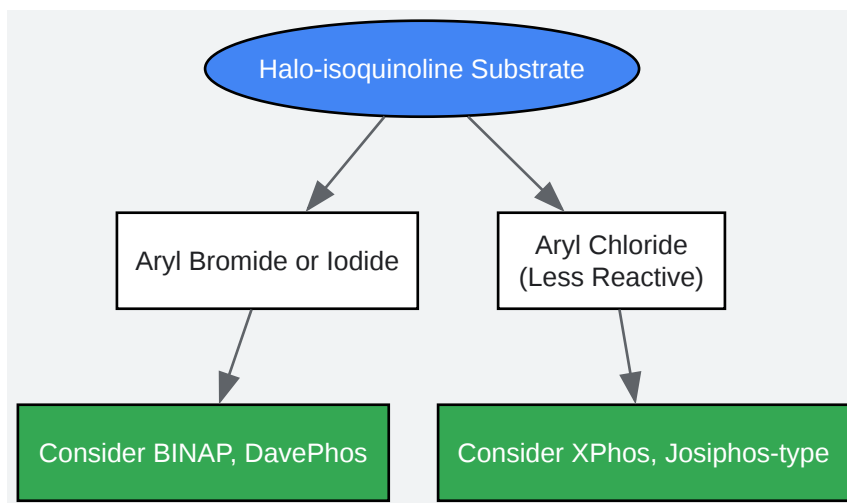 Halo-isoquinoline Substrate
Aryl Bromide or Iodide
Aryl Chloride
(Less Reactive)
Consider BINAP, DavePhos
Consider XPhos, Josiphos-type